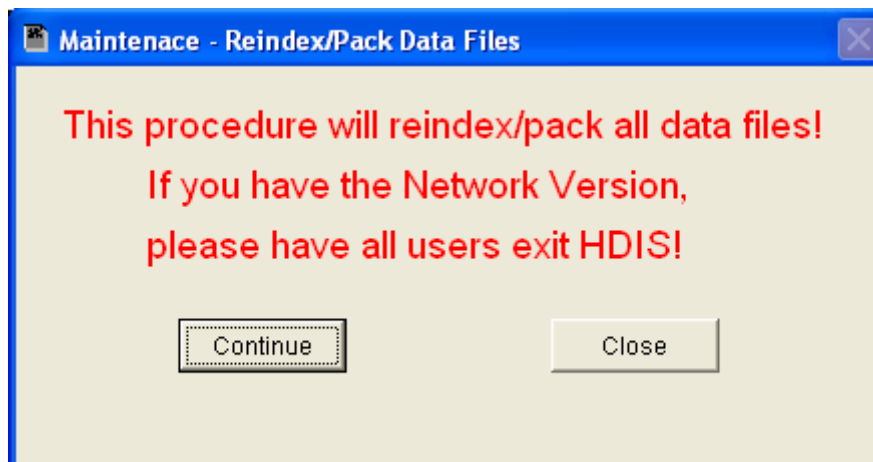 Maintenace - Reindex/Pack Data Files
This procedure will reindex/pack all data files!
If you have the Network Version,
please have all users exit HDIS!
Continue
Close